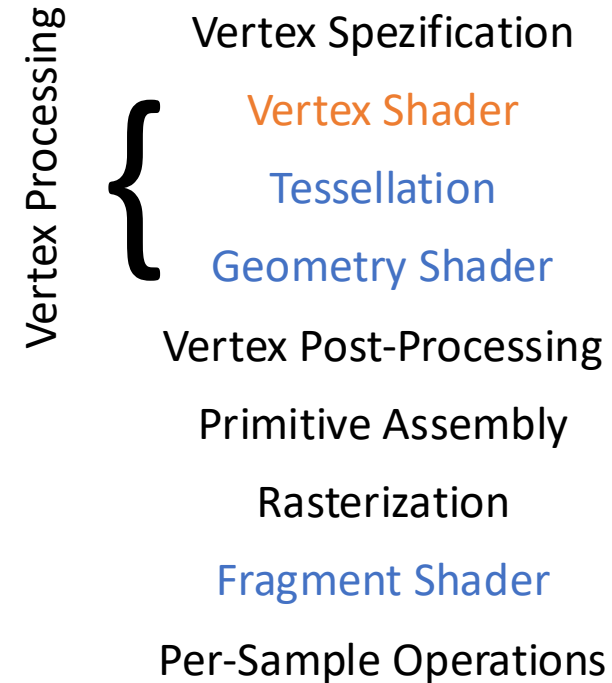 Vertex Processing
{
Vertex Spezification
Vertex Shader
Tessellation
Geometry Shader
Vertex Post-Processing
Primitive Assembly
Rasterization
Fragment Shader
Per-Sample Operations